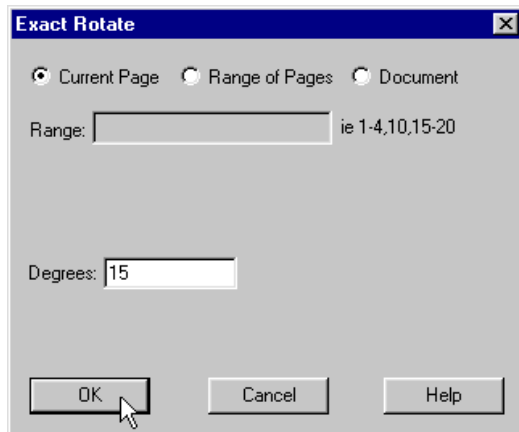 Exact Rotate
Current Page Range of Pages Document
Range: ie 1-4,10,15-20
Degrees: 15
OK Cancel Help